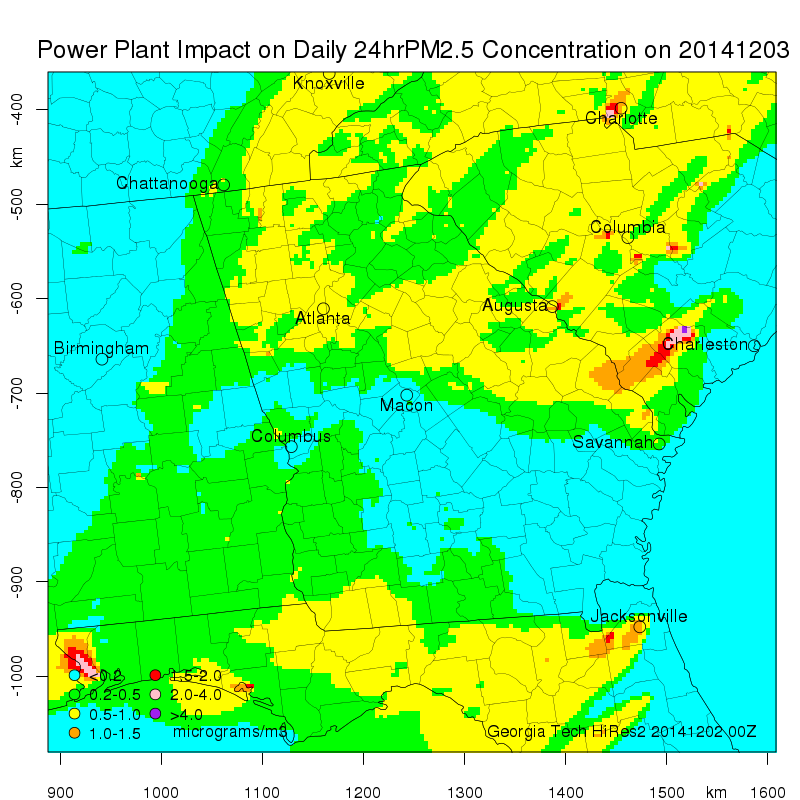 Power Plant Impact on Daily 24hrPM2.5 Concentration on 20141203
Knoxville
-400
Charlotte
km
Chattanooga
-500
Columbia
-600
Augusta
Atlanta
Birmingham
Charleston
-700
Macon
Columbus
Savannah
-800
-900
Jacksonville
-1000
<0.2
1.5-2.0
0.2-0.5
2.0-4.0
0.5-1.0
>4.0
1.0-1.5
micrograms/m3
Georgia Tech HiRes2 20141202 00Z
900 1000 1100 1200 1300 1400 1500 km 1600